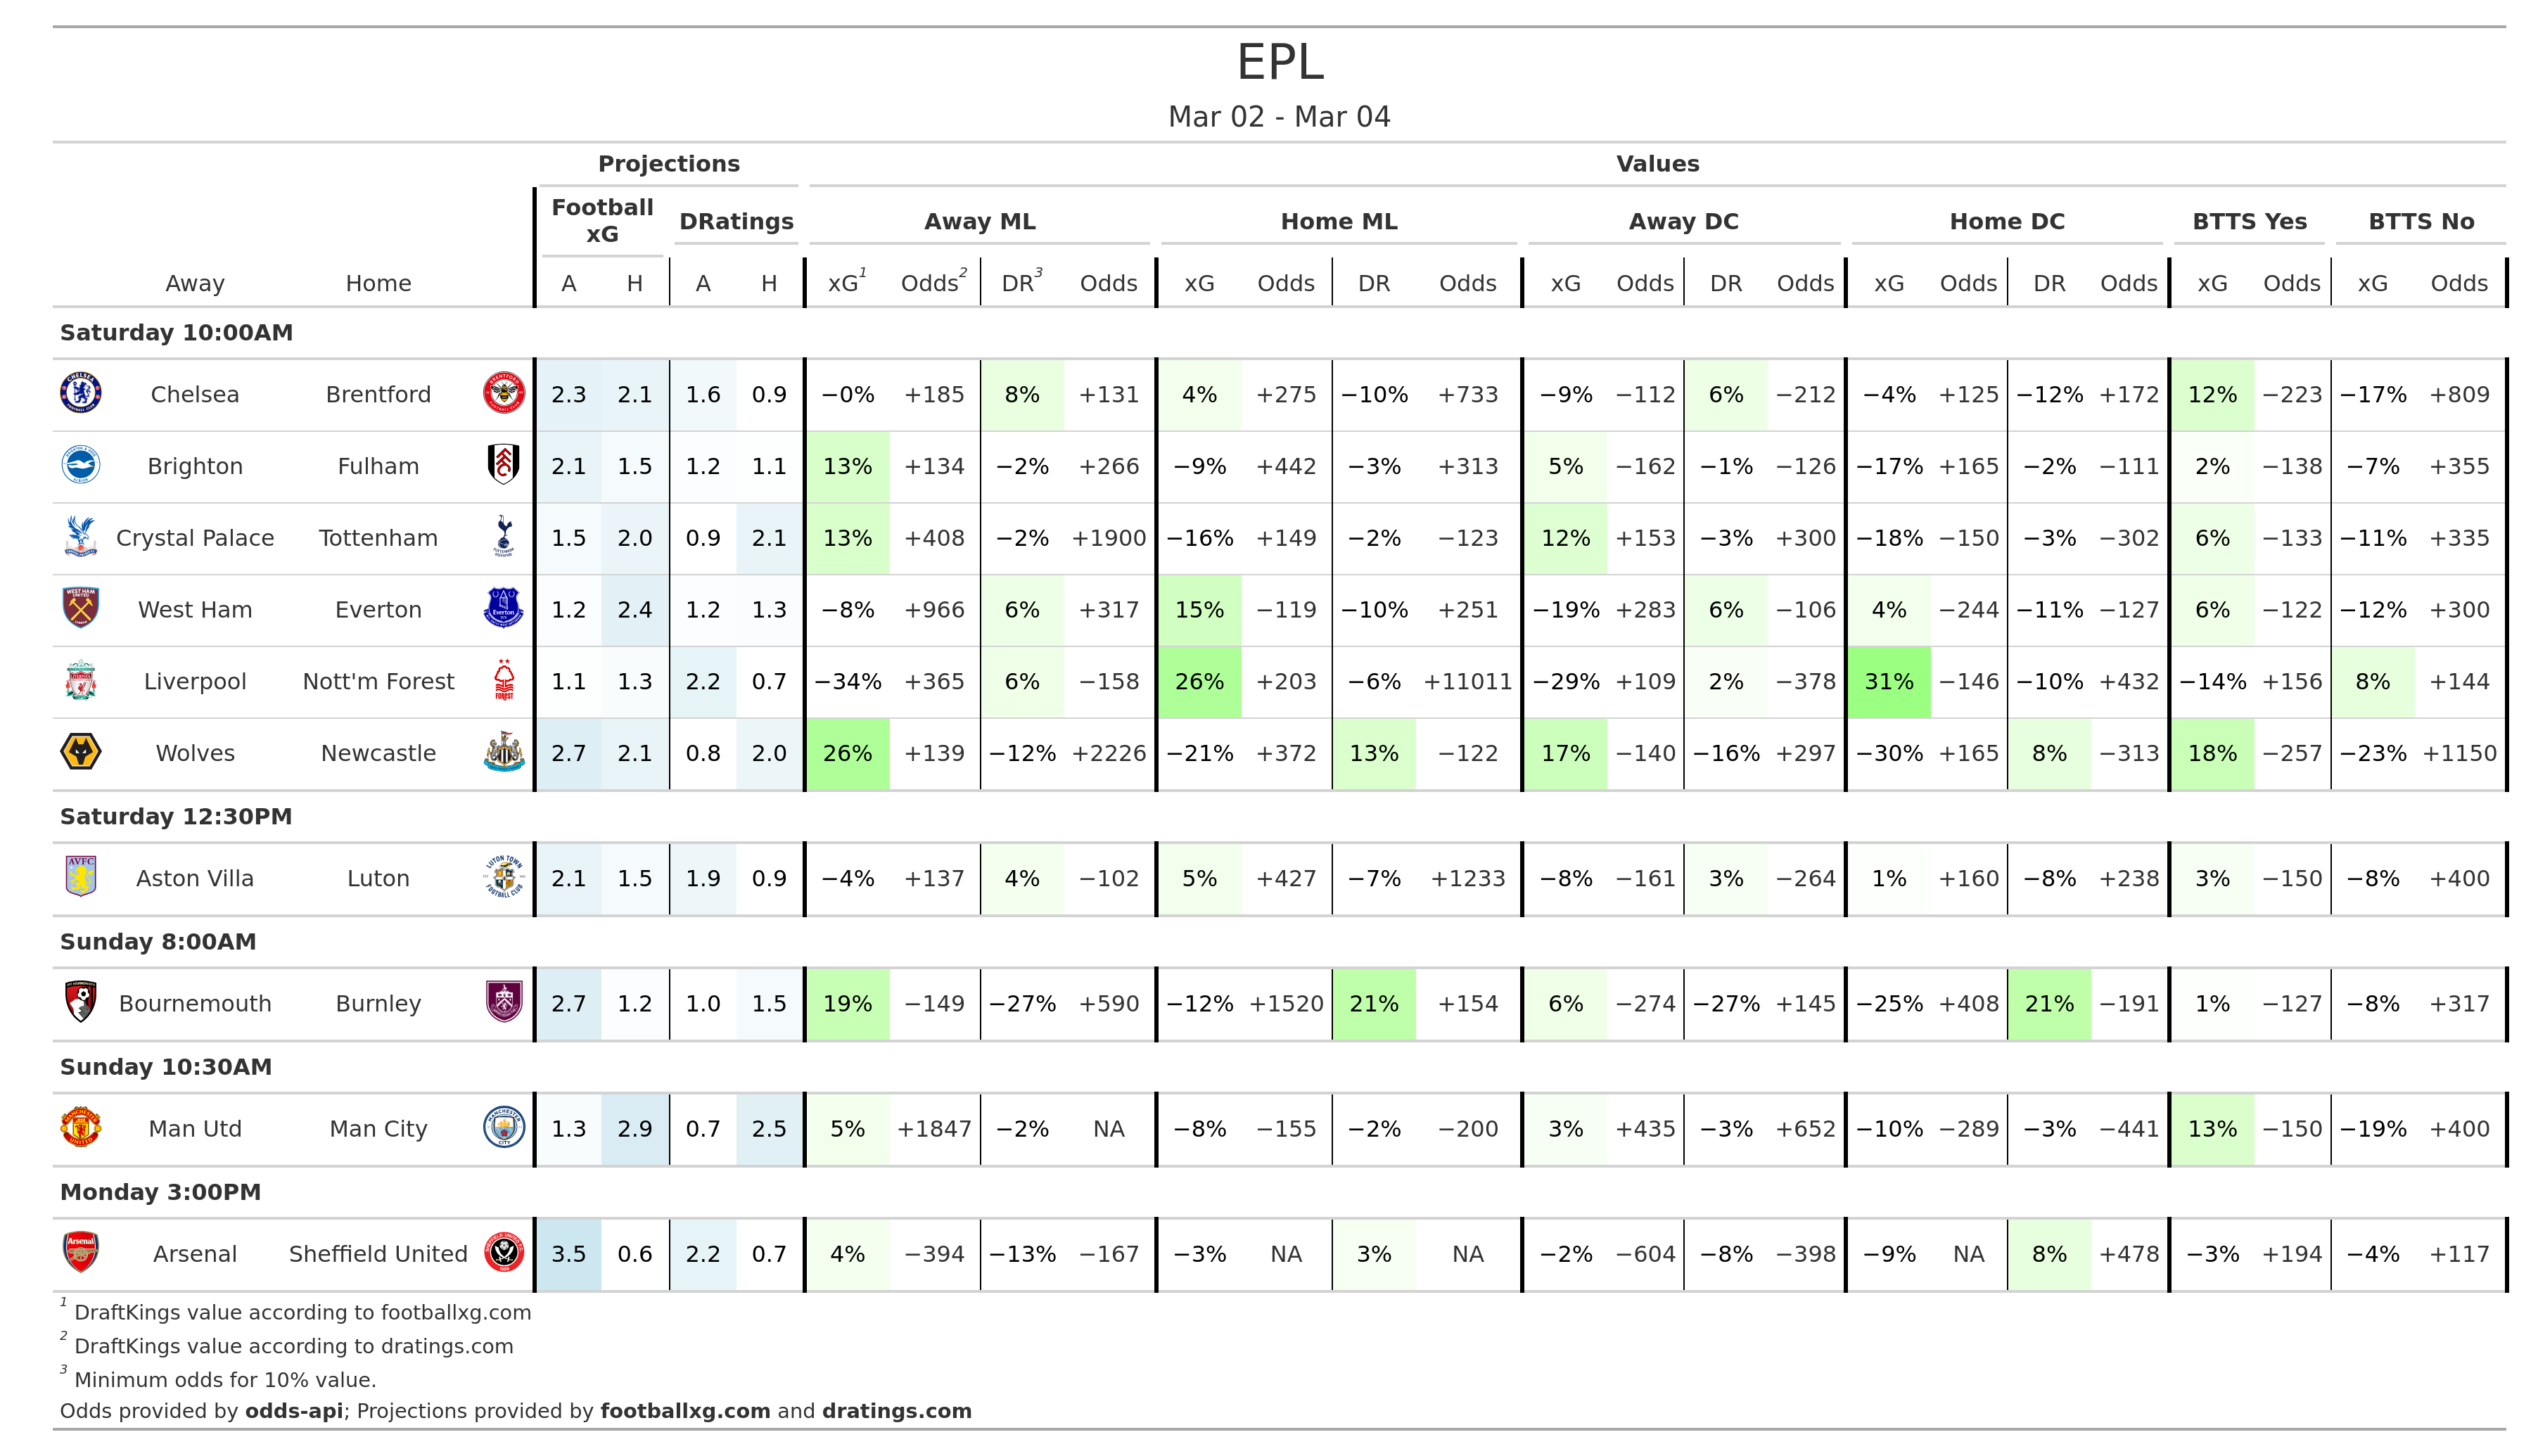 EPL
Mar 02 - Mar 04
Projections Values
Football xG DRatings Away ML Home ML Away DC Home DC BTTS Yes BTTS No
Away Home A H A H xG1 Odds2 DR3 Odds xG Odds DR Odds xG Odds DR Odds xG Odds DR Odds xG Odds xG Odds
Saturday 10:00AM
Chelsea Brentford 2.3 2.1 1.6 0.9 −0% +185 8% +131 4% +275 −10% +733 −9% −112 6% −212 −4% +125 −12% +172 12% −223 −17% +809
Brighton Fulham 2.1 1.5 1.2 1.1 13% +134 −2% +266 −9% +442 −3% +313 5% −162 −1% −126 −17% +165 −2% −111 2% −138 −7% +355
Crystal Palace Tottenham 1.5 2.0 0.9 2.1 13% +408 −2% +1900 −16% +149 −2% −123 12% +153 −3% +300 −18% −150 −3% −302 6% −133 −11% +335
West Ham Everton 1.2 2.4 1.2 1.3 −8% +966 6% +317 15% −119 −10% +251 −19% +283 6% −106 4% −244 −11% −127 6% −122 −12% +300
Liverpool Nott'm Forest 1.1 1.3 2.2 0.7 −34% +365 6% −158 26% +203 −6% +11011 −29% +109 2% −378 31% −146 −10% +432 −14% +156 8% +144
Wolves Newcastle 2.7 2.1 0.8 2.0 26% +139 −12% +2226 −21% +372 13% −122 17% −140 −16% +297 −30% +165 8% −313 18% −257 −23% +1150
Saturday 12:30PM
Aston Villa Luton 2.1 1.5 1.9 0.9 −4% +137 4% −102 5% +427 −7% +1233 −8% −161 3% −264 1% +160 −8% +238 3% −150 −8% +400
Sunday 8:00AM
Bournemouth Burnley 2.7 1.2 1.0 1.5 19% −149 −27% +590 −12% +1520 21% +154 6% −274 −27% +145 −25% +408 21% −191 1% −127 −8% +317
Sunday 10:30AM
Man Utd Man City 1.3 2.9 0.7 2.5 5% +1847 −2% NA −8% −155 −2% −200 3% +435 −3% +652 −10% −289 −3% −441 13% −150 −19% +400
Monday 3:00PM
Arsenal Sheffield United 3.5 0.6 2.2 0.7 4% −394 −13% −167 −3% NA 3% NA −2% −604 −8% −398 −9% NA 8% +478 −3% +194 −4% +117
1 DraftKings value according to footballxg.com
2 DraftKings value according to dratings.com
3 Minimum odds for 10% value.
Odds provided by odds-api; Projections provided by footballxg.com and dratings.com